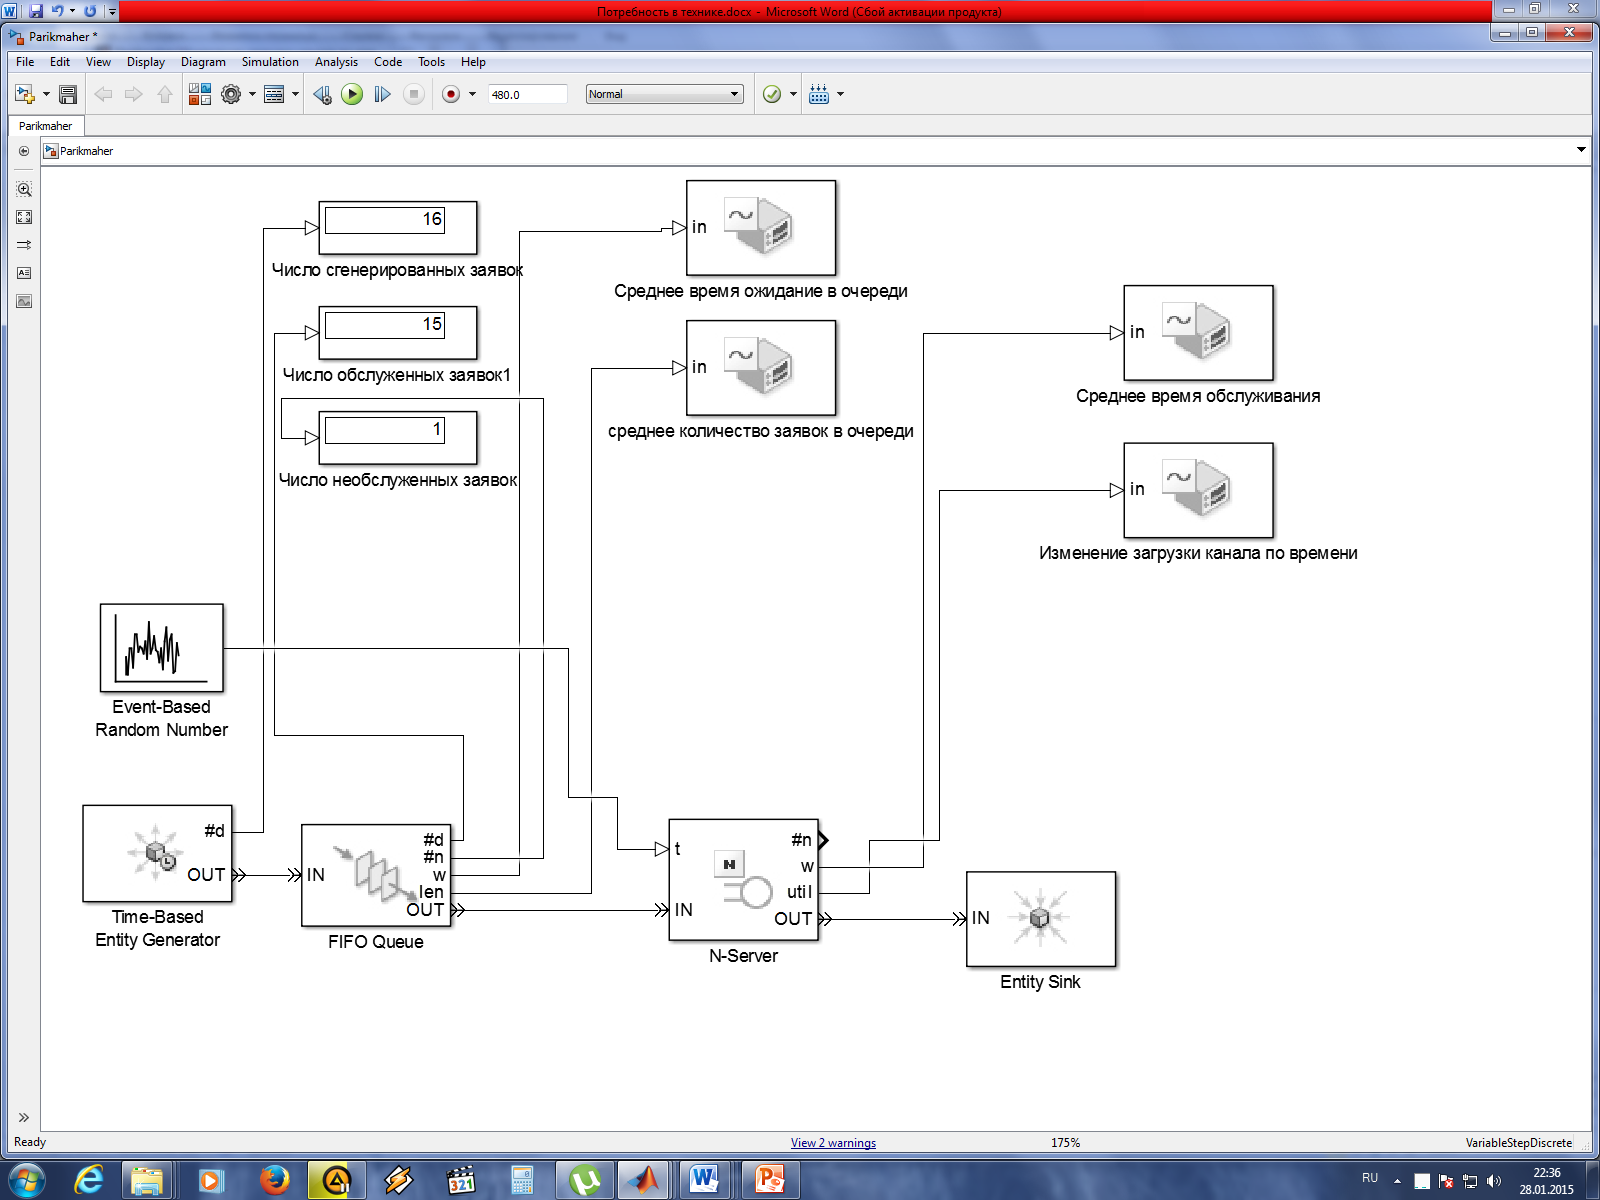 Потребность в технике.docx - Microsoft Word (Сбой активации продукта)
Parikmaher *
File Edit View Display Diagram Simulation Analysis Code Tools Help
480.0 Normal
Parikmaher
Parikmaher
16
Число сгенерированных заявок
15
Число обслуженных заявок1
1
Число необслуженных заявок
in
Среднее время ожидание в очереди
in
среднее количество заявок в очереди
in
Среднее время обслуживания
in
Изменение загрузки канала по времени
Event-Based
Random Number
#d
OUT
Time-Based
Entity Generator
IN
#d
#n
w
len
OUT
FIFO Queue
t
IN
N
#n
w
util
OUT
N-Server
IN
Entity Sink
Ready View 2 warnings 175% VariableStepDiscrete
321
RU
22:36
28.01.2015